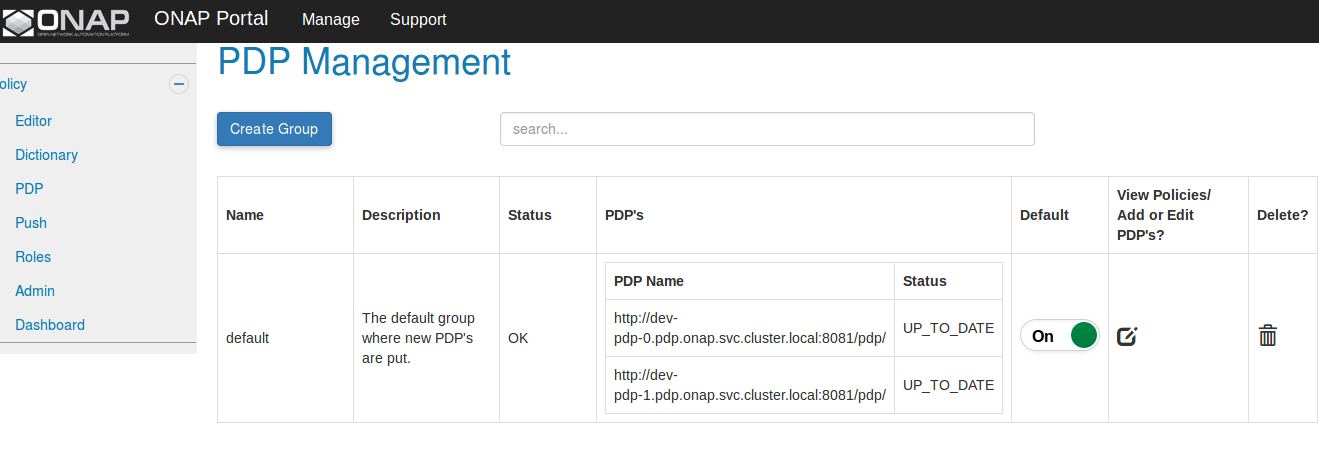 ONAP
OPEN NETWORK AUTOMATION PLATFORM
ONAP Portal Manage Support
olicy
Editor
Dictionary
PDP
Push
Roles
Admin
Dashboard
PDP Management
Create Group
search...
Name Description Status PDP's Default View Policies/
Add or Edit
PDP's?
Delete?
default
The default group
where new PDP's
are put.
OK
PDP Name Status
http://dev-
pdp-0.pdp.onap.svc.cluster.local:8081/pdp/
UP_TO_DATE
http://dev-
pdp-1.pdp.onap.svc.cluster.local:8081/pdp/
UP_TO_DATE
On